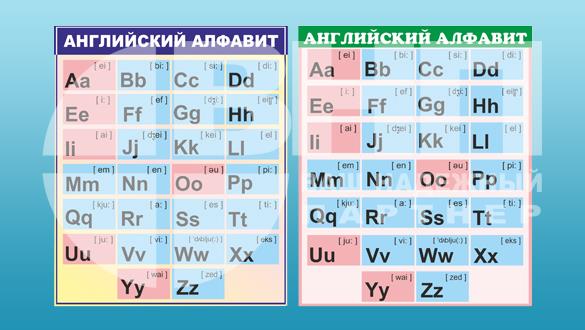 АНГЛИЙСКИЙ АЛФАВИТ
[ ei ] [ bi: ] [ si: ] [ di: ]
Aa Bb Cc Dd
[ i: ] [ ef ] [ dʒi: ] [ eitʃ ]
Ee Ff Gg Hh
[ ai ] [ dʒei ] [ kei ] [ el ]
Ii Jj Kk Ll
[ em ] [ en ] [ əu ] [ pi: ]
Mm Nn Oo Pp
[ kju: ] [ a: ] [ es ] [ ti: ]
Qq Rr Ss Tt
[ ju: ] [ vi: ] [ 'dʌblju(:) ] [ eks ]
Uu Vv Ww Xx
[ wai ] [ zed ]
Yy Zz
АНГЛИЙСКИЙ АЛФАВИТ
[ ei ] [ bi: ] [ si: ] [ di: ]
Aa Bb Cc Dd
[ i: ] [ ef ] [ dʒi: ] [ eitʃ ]
Ee Ff Gg Hh
[ ai ] [ dʒei ] [ kei ] [ el ]
Ii Jj Kk Ll
[ em ] [ en ] [ əu ] [ pi: ]
Mm Nn Oo Pp
[ kju: ] [ a: ] [ es ] [ ti: ]
Qq Rr Ss Tt
[ ju: ] [ vi: ] [ 'dʌblju(:) ] [ eks ]
Uu Vv Ww Xx
[ wai ] [ zed ]
Yy Zz
ВАШ НАДЕЖНЫЙ
ПАРТНЕР